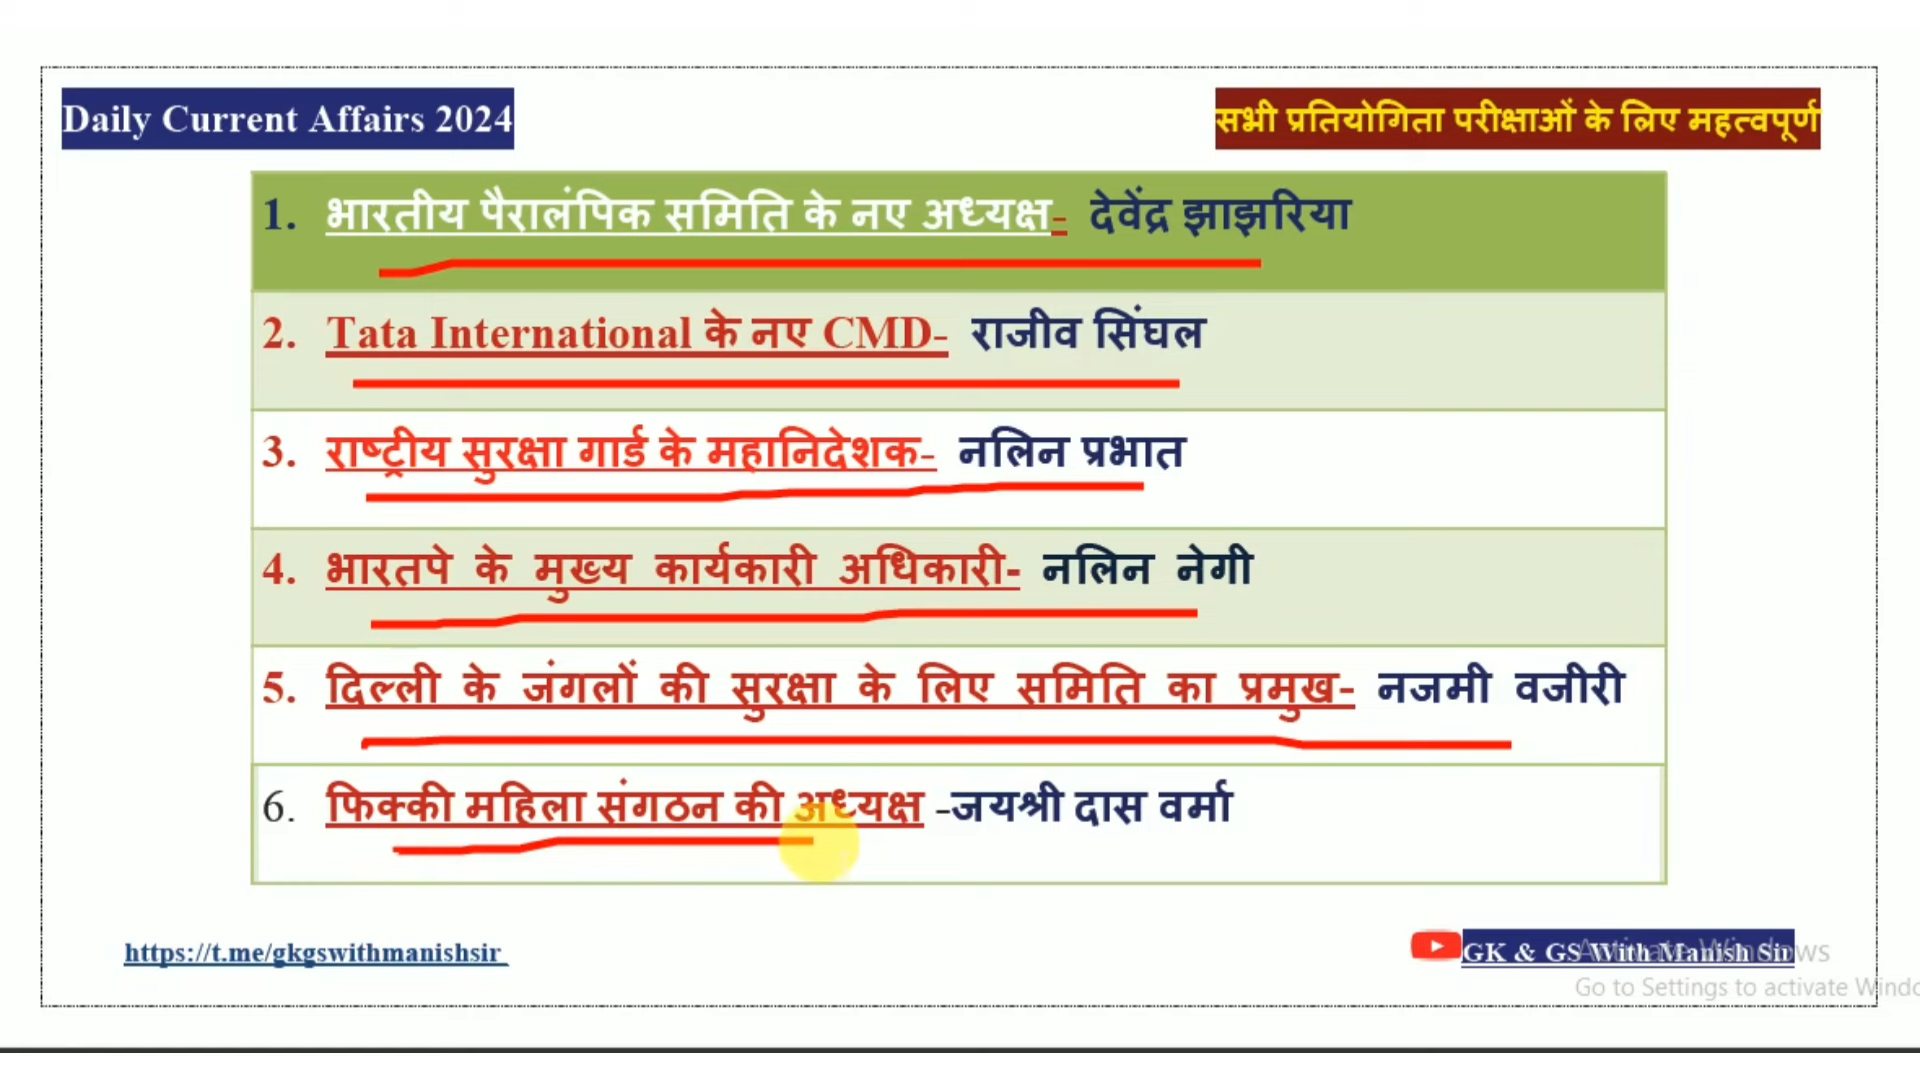 Daily Current Affairs 2024
सभी प्रतियोगिता परीक्षाओं के लिए महत्वपूर्ण
1. भारतीय पैरालंपिक समिति के नए अध्यक्ष- देवेंद्र झाझरिया
2. Tata International के नए CMD- राजीव सिंघल
3. राष्ट्रीय सुरक्षा गार्ड के महानिदेशक- नलिन प्रभात
4. भारतपे के मुख्य कार्यकारी अधिकारी- नलिन नेगी
5. दिल्ली के जंगलों की सुरक्षा के लिए समिति का प्रमुख- नजमी वजीरी
6. फिक्की महिला संगठन की अध्यक्ष -जयश्री दास वर्मा
https://t.me/gkgswithmanishsir
GK & GS With Manish Sir
Activate Windows
Go to Settings to activate Windo